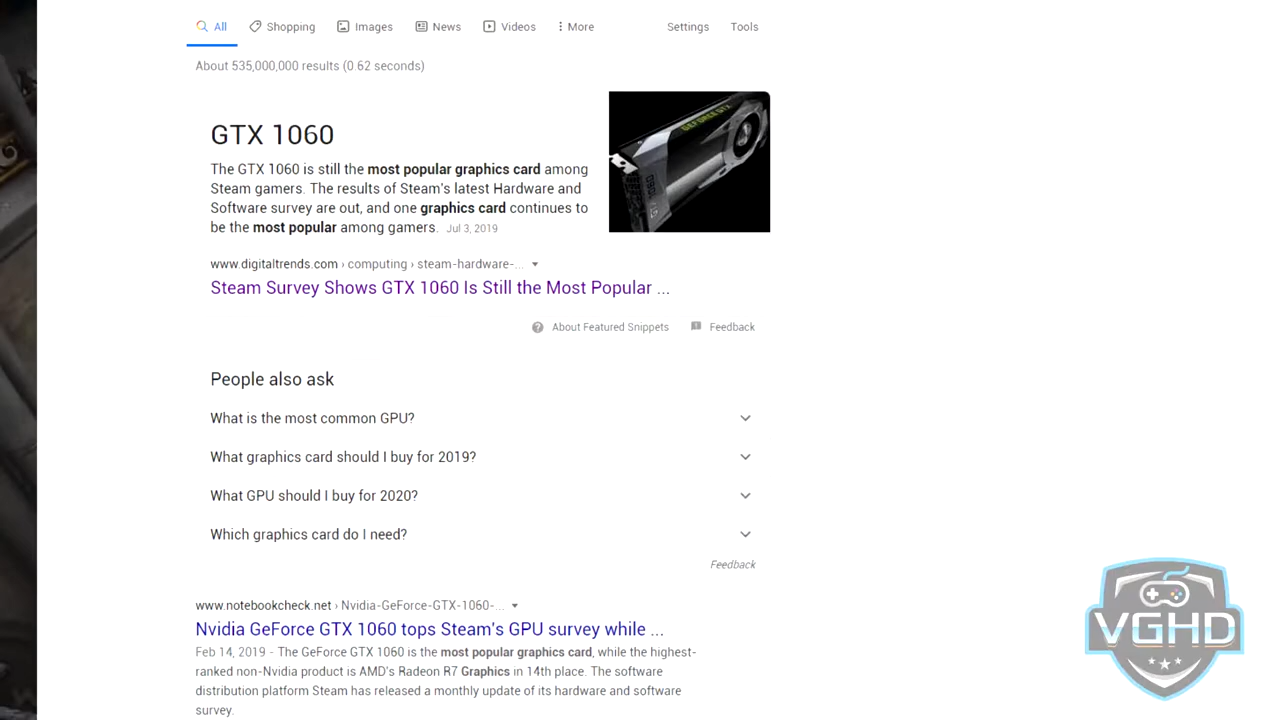 All Shopping Images News Videos More Settings Tools
About 535,000,000 results (0.62 seconds)
GTX 1060
The GTX 1060 is still the most popular graphics card among
Steam gamers. The results of Steam's latest Hardware and
Software survey are out, and one graphics card continues to
be the most popular among gamers. Jul 3, 2019
GEFORCE GTX
GTX 1060
www.digitaltrends.com › computing › steam-hardware-...
Steam Survey Shows GTX 1060 Is Still the Most Popular ...
About Featured Snippets Feedback
People also ask
What is the most common GPU?
What graphics card should I buy for 2019?
What GPU should I buy for 2020?
Which graphics card do I need?
Feedback
www.notebookcheck.net › Nvidia-GeForce-GTX-1060-...
Nvidia GeForce GTX 1060 tops Steam's GPU survey while ...
Feb 14, 2019 - The GeForce GTX 1060 is the most popular graphics card, while the highest-
ranked non-Nvidia product is AMD's Radeon R7 Graphics in 14th place. The software
distribution platform Steam has released a monthly update of its hardware and software
survey.
VGHD